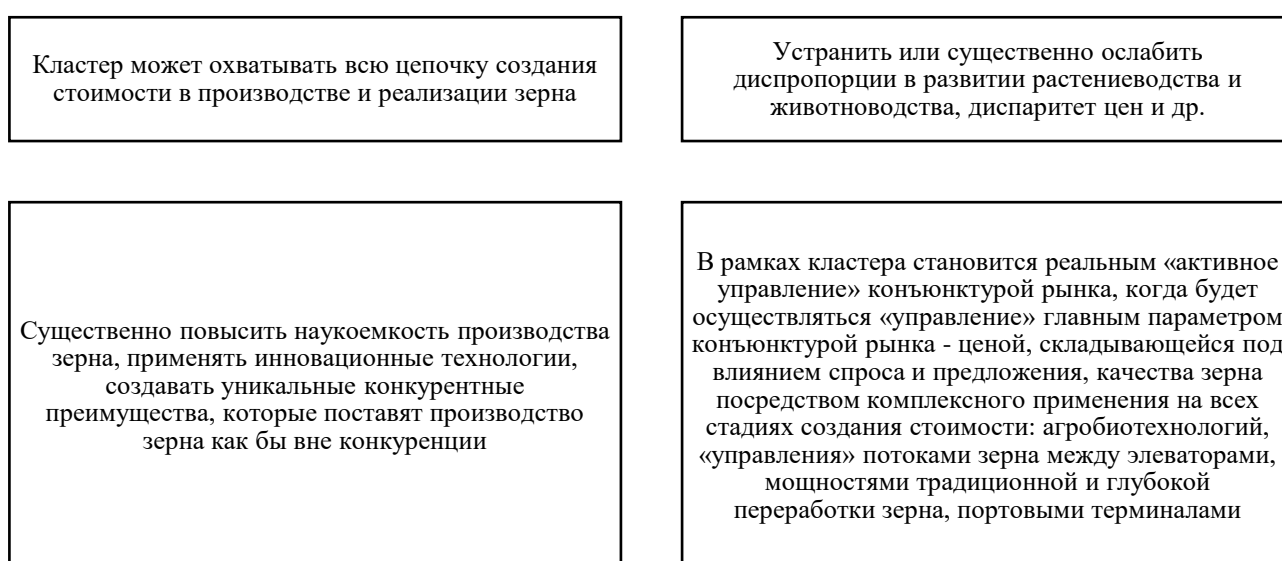 Кластер может охватывать всю цепочку создания
стоимости в производстве и реализации зерна
Устранить или существенно ослабить
диспропорции в развитии растениеводства и
животноводства, диспаритет цен и др.
Существенно повысить наукоемкость производства
зерна, применять инновационные технологии,
создавать уникальные конкурентные
преимущества, которые поставят производство
зерна как бы вне конкуренции
В рамках кластера становится реальным «активное
управление» конъюнктурой рынка, когда будет
осуществляться «управление» главным параметром
конъюнктурой рынка - ценой, складывающейся под
влиянием спроса и предложения, качества зерна
посредством комплексного применения на всех
стадиях создания стоимости: агробиотехнологий,
«управления» потоками зерна между элеваторами,
мощностями традиционной и глубокой
переработки зерна, портовыми терминалами